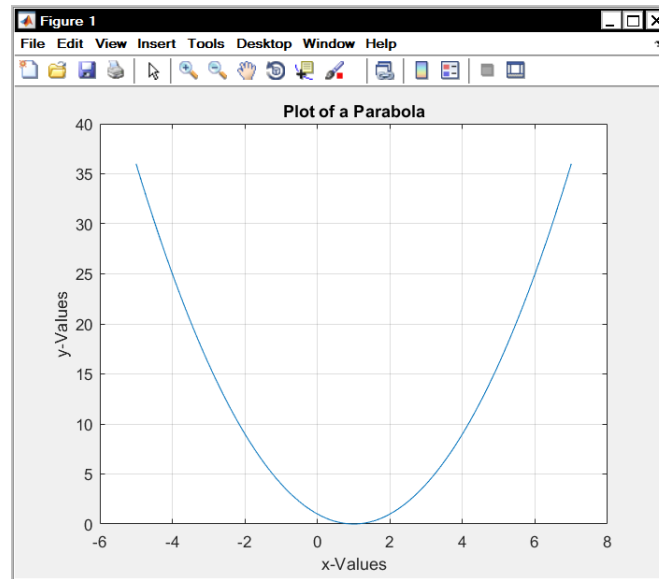 Figure 1
File Edit View Insert Tools Desktop Window Help
Plot of a Parabola
40
35
30
25
20
15
10
5
0
y-Values
-6 -4 -2 0 2 4 6 8
x-Values